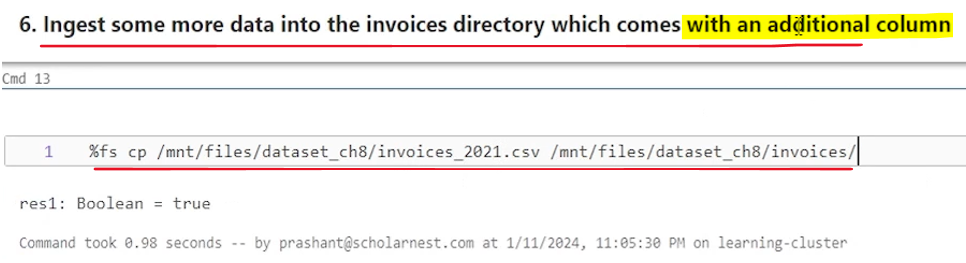 6. Ingest some more data into the invoices directory which comes with an additional column
Cmd 13
1 %fs cp /mnt/files/dataset_ch8/invoices_2021.csv /mnt/files/dataset_ch8/invoices/
res1: Boolean = true
Command took 0.98 seconds -- by prashant@scholarnest.com at 1/11/2024, 11:05:30 PM on learning-cluster